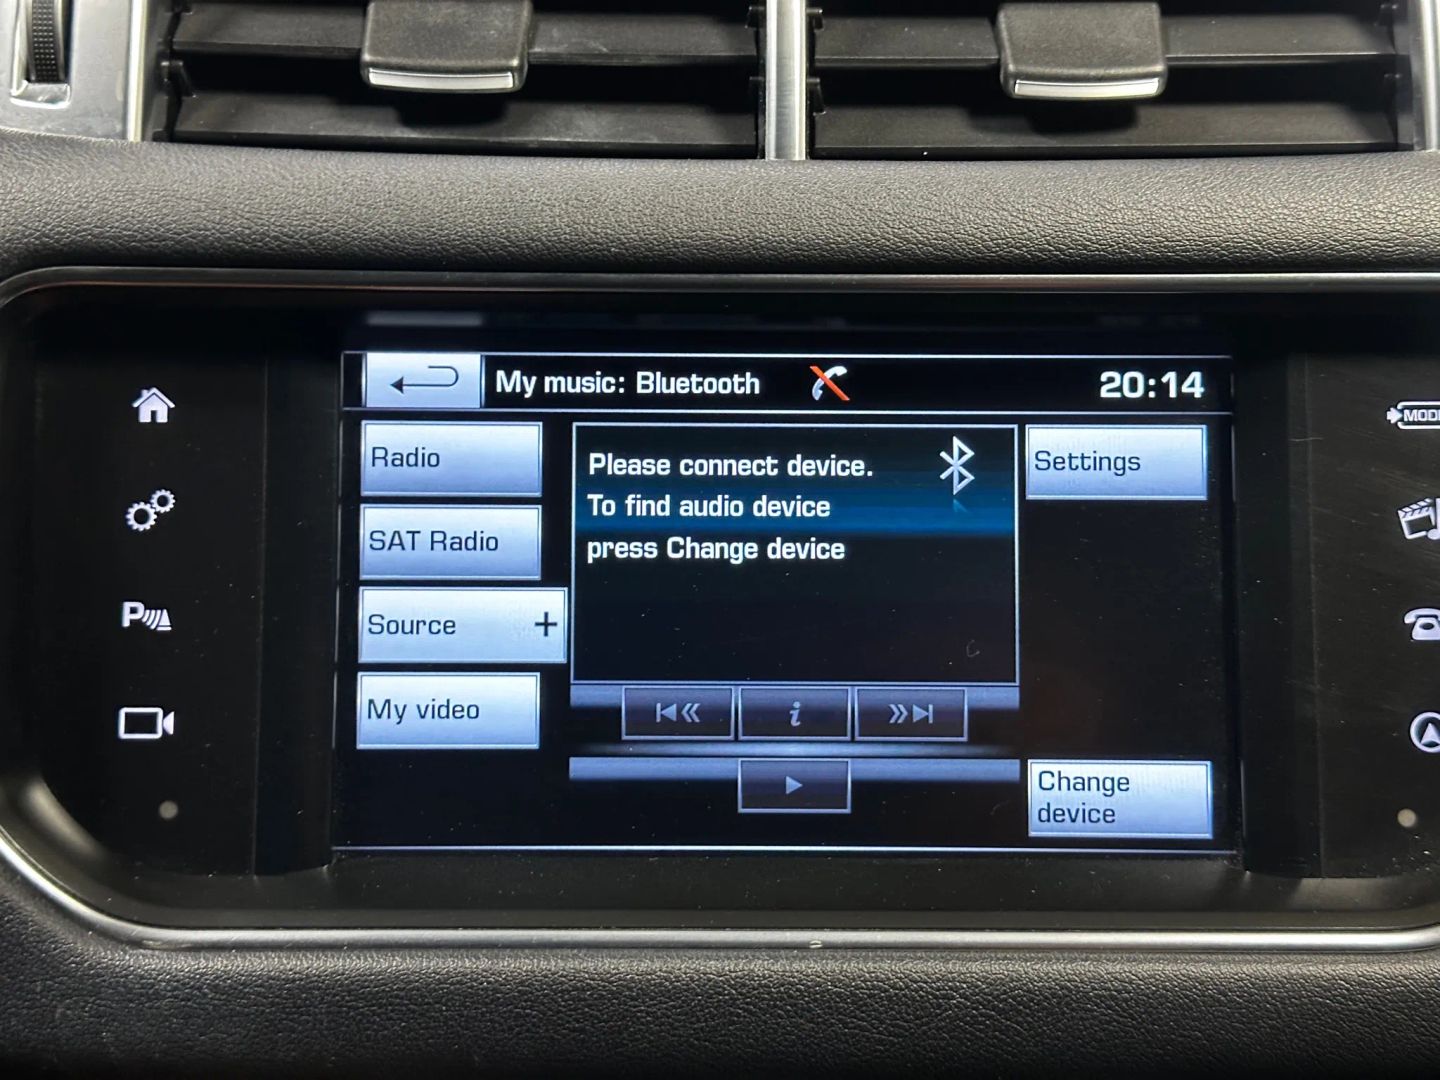 My music: Bluetooth
20:14
Radio
SAT Radio
Source +
My video
Please connect device.
To find audio device
press Change device
i
Settings
Change
device
P